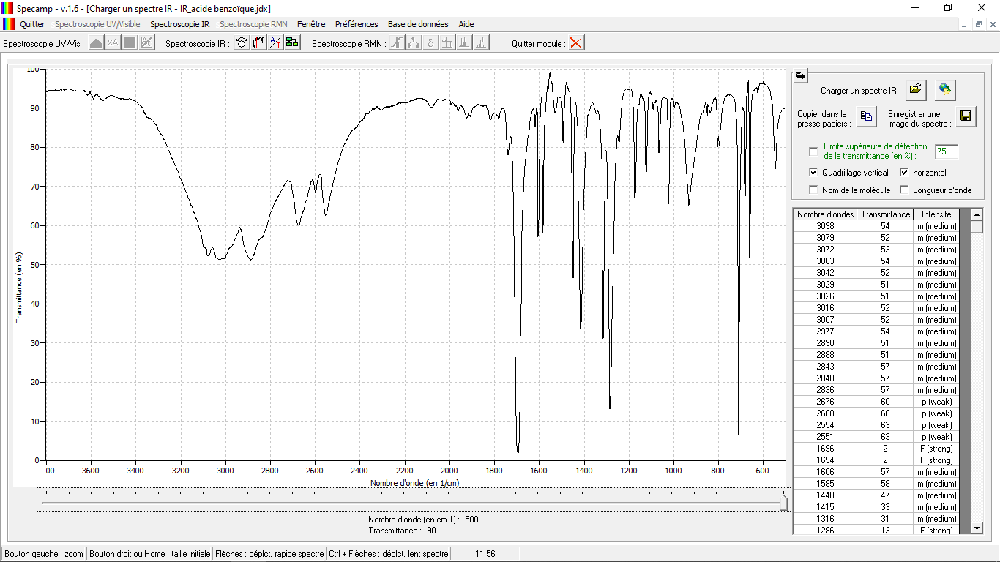 Specamp - v.1.6 - [Charger un spectre IR - IR_acide benzoïque.jdx]
Quitter Spectroscopie UV/Visible Spectroscopie IR Spectroscopie RMN Fenêtre Préférences Base de données Aide
Spectroscopie UV/Vis : ΣA Spectroscopie IR : A/T Spectroscopie RMN : δ Quitter module :
100
90
80
70
60
50
40
30
20
10
0
Transmittance (en %)
00 3600 3400 3200 3000 2800 2600 2400 2200 2000 1800 1600 1400 1200 1000 800 600
Nombre d'onde (en 1/cm)
Nombre d'onde (en cm-1) : 500
Transmittance : 90
Charger un spectre IR :
Copier dans le
presse-papiers :
Enregistrer une
image du spectre :
Limite supérieure de détection
de la transmittance (en %) :
75
Quadrillage vertical horizontal
Nom de la molécule Longueur d'onde
Nombre d'ondes Transmittance Intensité
3098 54 m (medium)
3079 52 m (medium)
3072 53 m (medium)
3063 54 m (medium)
3042 52 m (medium)
3029 51 m (medium)
3026 51 m (medium)
3016 52 m (medium)
3007 52 m (medium)
2977 54 m (medium)
2890 51 m (medium)
2888 51 m (medium)
2843 57 m (medium)
2840 57 m (medium)
2836 57 m (medium)
2676 60 p (weak)
2600 68 p (weak)
2554 63 p (weak)
2551 63 p (weak)
1696 2 F (strong)
1694 2 F (strong)
1606 57 m (medium)
1585 58 m (medium)
1448 47 m (medium)
1415 33 m (medium)
1316 31 m (medium)
1286 13 F (strong)
Bouton gauche : zoom Bouton droit ou Home : taille initiale Flèches : déplct. rapide spectre Ctrl + Flèches : déplct. lent spectre 11:56